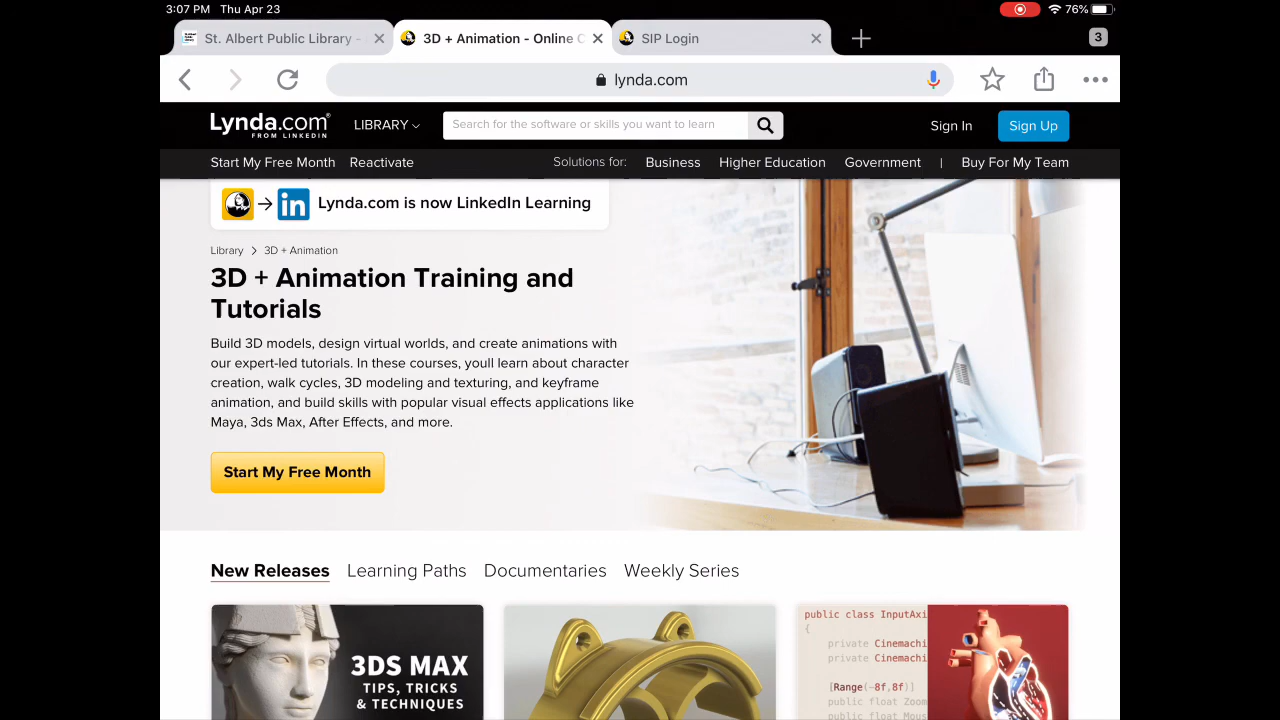 3:07 PM Thu Apr 23
76%
St. Albert Public Library -
3D + Animation - Online C
SIP Login
3
lynda.com
Lynda.com
FROM LINKEDIN
LIBRARY
Search for the software or skills you want to learn
Sign In
Sign Up
Start My Free Month
Reactivate
Solutions for:
Business
Higher Education
Government
|
Buy For My Team
in
Lynda.com is now LinkedIn Learning
Library
3D + Animation
3D + Animation Training and
Tutorials
Build 3D models, design virtual worlds, and create animations with
our expert-led tutorials. In these courses, youll learn about character
creation, walk cycles, 3D modeling and texturing, and keyframe
animation, and build skills with popular visual effects applications like
Maya, 3ds Max, After Effects, and more.
Start My Free Month
New Releases
Learning Paths
Documentaries
Weekly Series
3DS MAX
TIPS, TRICKS
& TECHNIQUES
public class InputAxi
{
private Cinemachi
private Cinemachi
[Range(-8f,8f)]
public float Zoom